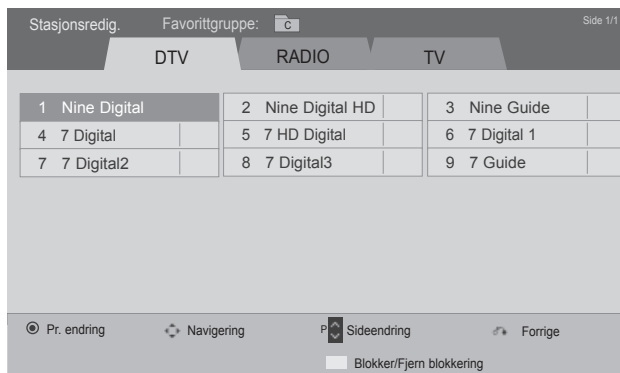 Stasjonsredig. Favorittgruppe: C Side 1/1
DTV RADIO TV
1 Nine Digital 2 Nine Digital HD 3 Nine Guide
4 7 Digital 5 7 HD Digital 6 7 Digital 1
7 7 Digital2 8 7 Digital3 9 7 Guide
Pr. endring Navigering P Sideendring Forrige
Blokker/Fjern blokkering